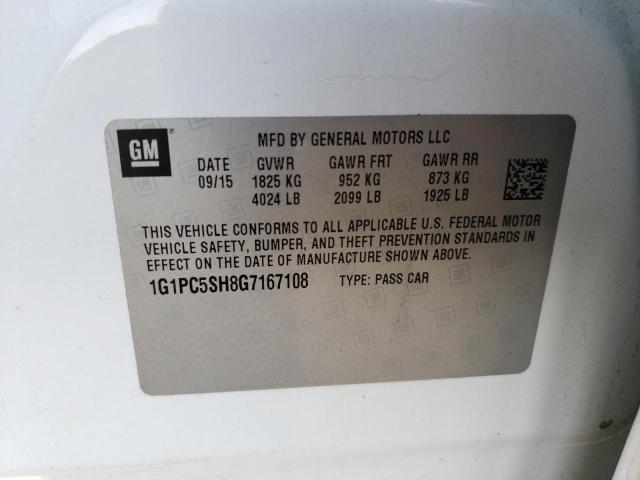 GM®
MFD BY GENERAL MOTORS LLC
DATE GVWR GAWR FRT GAWR RR
09/15 1825 KG 952 KG 873 KG
4024 LB 2099 LB 1925 LB
THIS VEHICLE CONFORMS TO ALL APPLICABLE U.S. FEDERAL MOTOR
VEHICLE SAFETY, BUMPER, AND THEFT PREVENTION STANDARDS IN
EFFECT ON THE DATE OF MANUFACTURE SHOWN ABOVE.
1G1PC5SH8G7167108 TYPE: PASS CAR